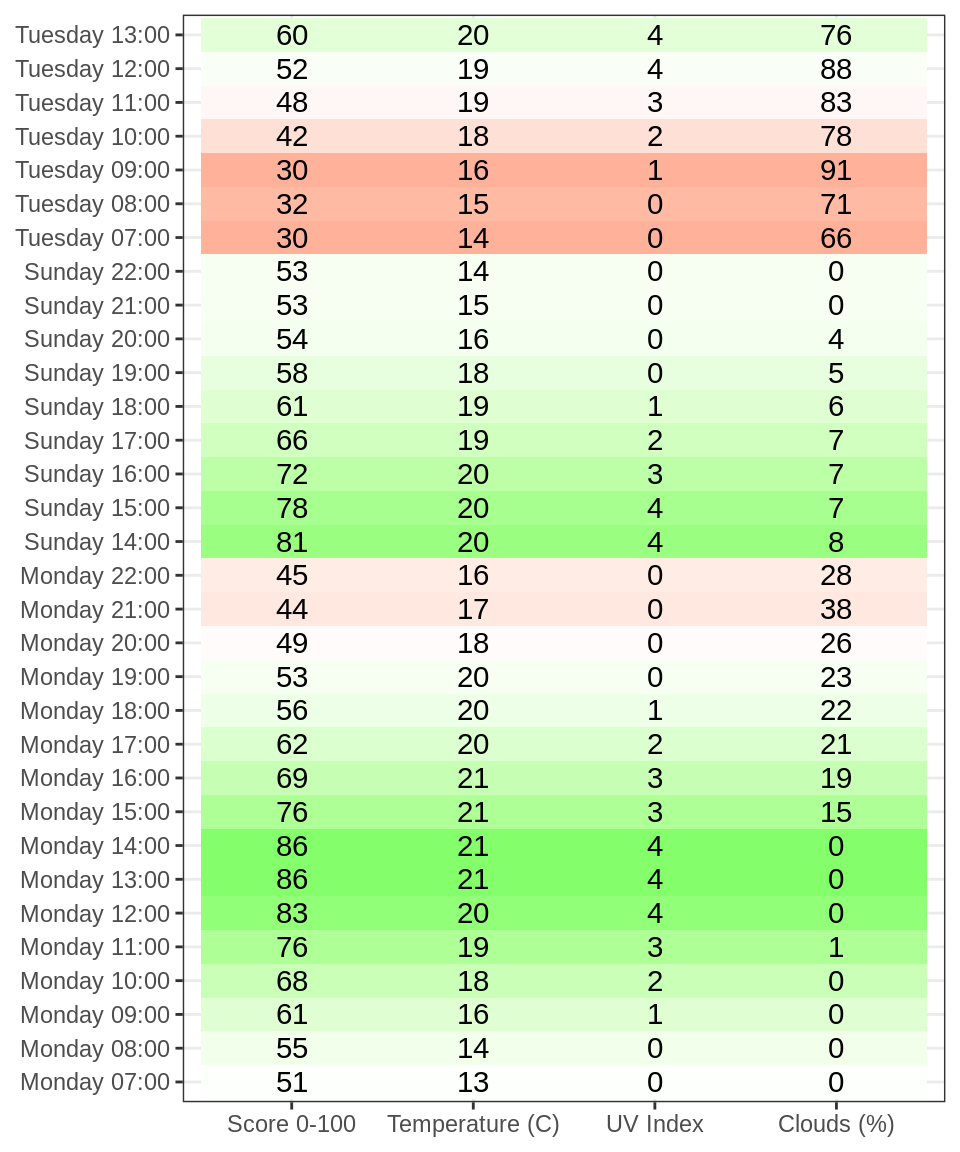 Tuesday 13:00 60 20 4 76
Tuesday 12:00 52 19 4 88
Tuesday 11:00 48 19 3 83
Tuesday 10:00 42 18 2 78
Tuesday 09:00 30 16 1 91
Tuesday 08:00 32 15 0 71
Tuesday 07:00 30 14 0 66
Sunday 22:00 53 14 0 0
Sunday 21:00 53 15 0 0
Sunday 20:00 54 16 0 4
Sunday 19:00 58 18 0 5
Sunday 18:00 61 19 1 6
Sunday 17:00 66 19 2 7
Sunday 16:00 72 20 3 7
Sunday 15:00 78 20 4 7
Sunday 14:00 81 20 4 8
Monday 22:00 45 16 0 28
Monday 21:00 44 17 0 38
Monday 20:00 49 18 0 26
Monday 19:00 53 20 0 23
Monday 18:00 56 20 1 22
Monday 17:00 62 20 2 21
Monday 16:00 69 21 3 19
Monday 15:00 76 21 3 15
Monday 14:00 86 21 4 0
Monday 13:00 86 21 4 0
Monday 12:00 83 20 4 0
Monday 11:00 76 19 3 1
Monday 10:00 68 18 2 0
Monday 09:00 61 16 1 0
Monday 08:00 55 14 0 0
Monday 07:00 51 13 0 0
Score 0-100 Temperature (C) UV Index Clouds (%)